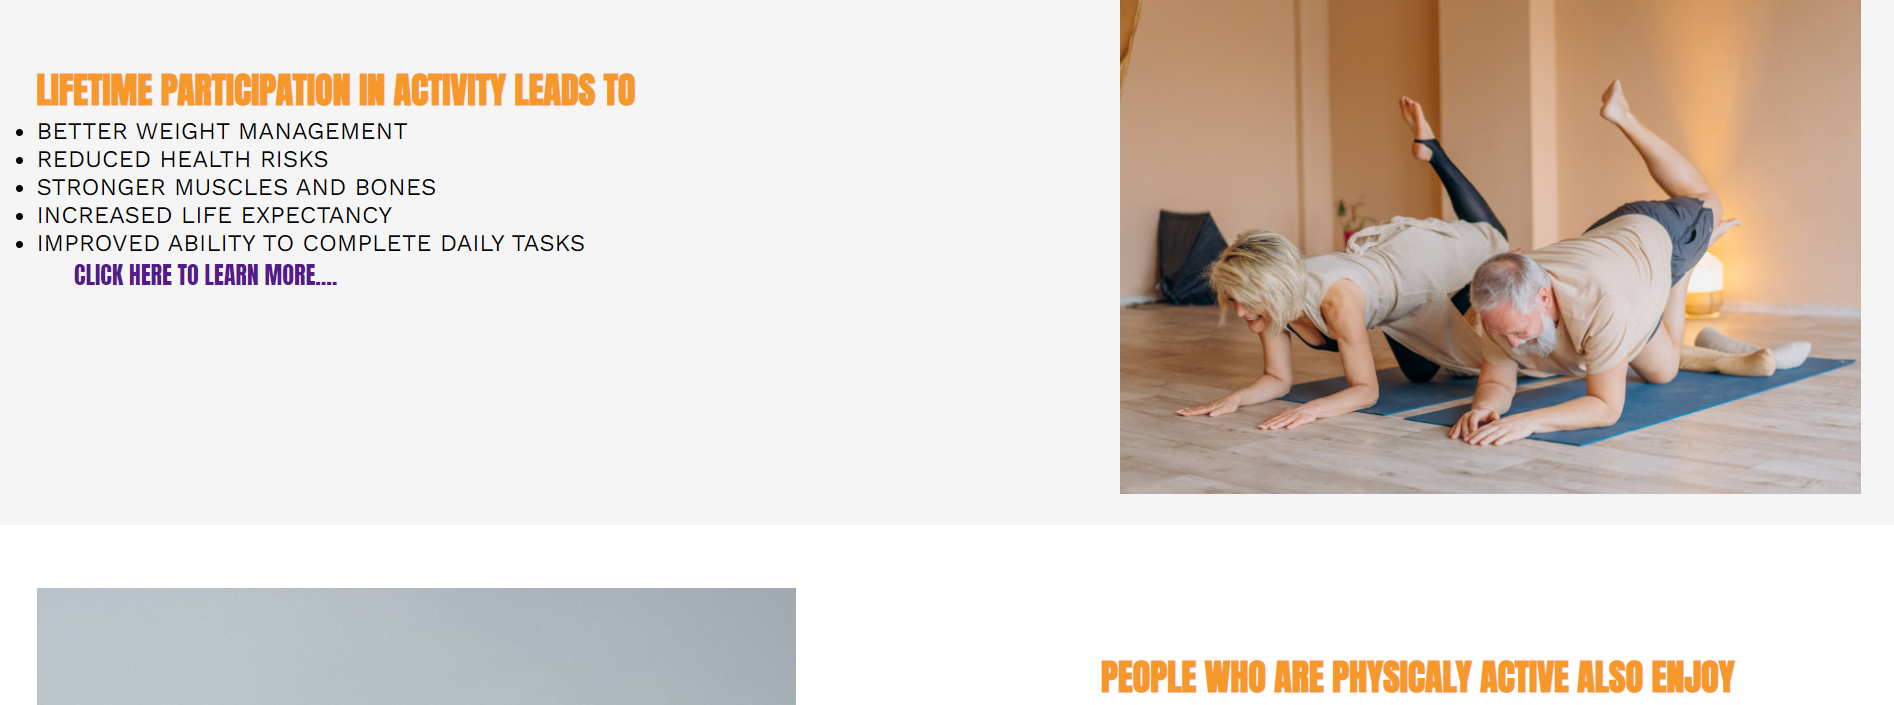 LIFETIME PARTICIPATION IN ACTIVITY LEADS TO
• BETTER WEIGHT MANAGEMENT
• REDUCED HEALTH RISKS
• STRONGER MUSCLES AND BONES
• INCREASED LIFE EXPECTANCY
• IMPROVED ABILITY TO COMPLETE DAILY TASKS
CLICK HERE TO LEARN MORE....
PEOPLE WHO ARE PHYSICALY ACTIVE ALSO ENJOY